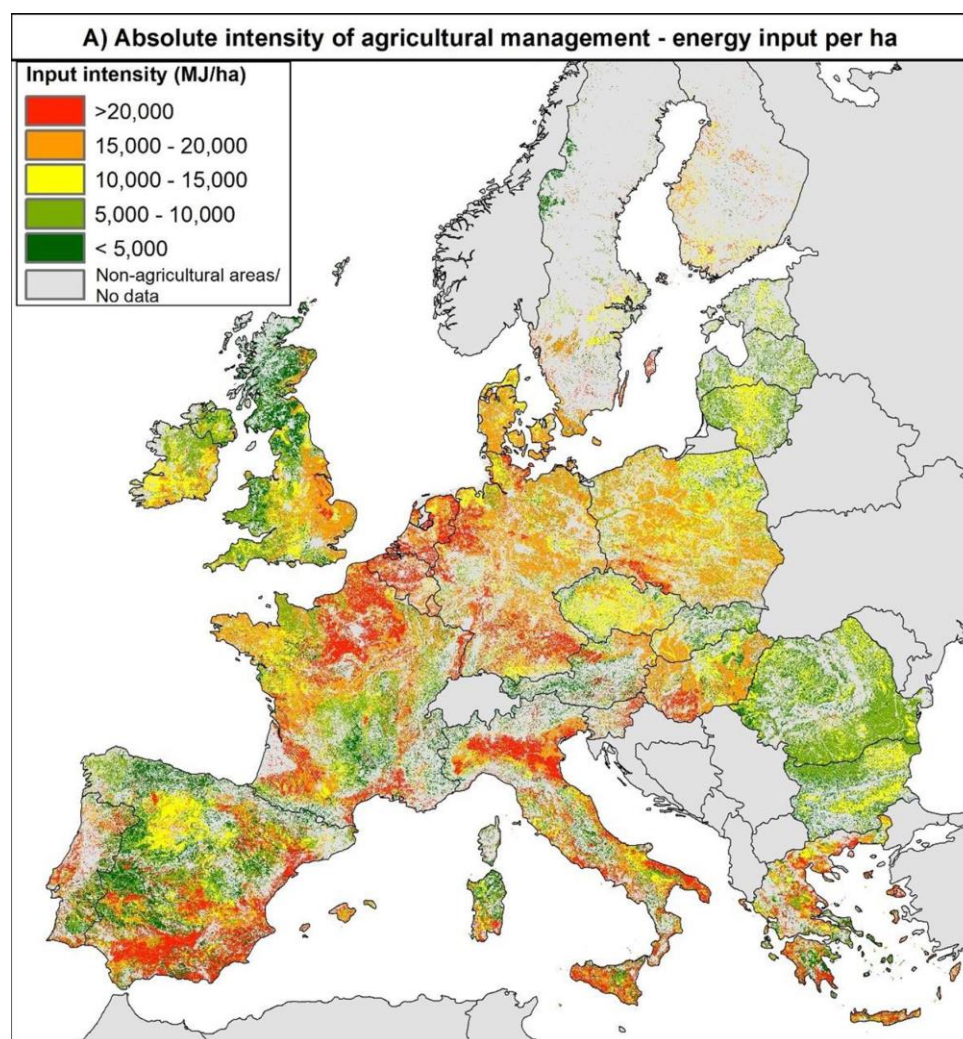 A) Absolute intensity of agricultural management - energy input per ha
Input intensity (MJ/ha)
>20,000
15,000 - 20,000
10,000 - 15,000
5,000 - 10,000
< 5,000
Non-agricultural areas/
No data